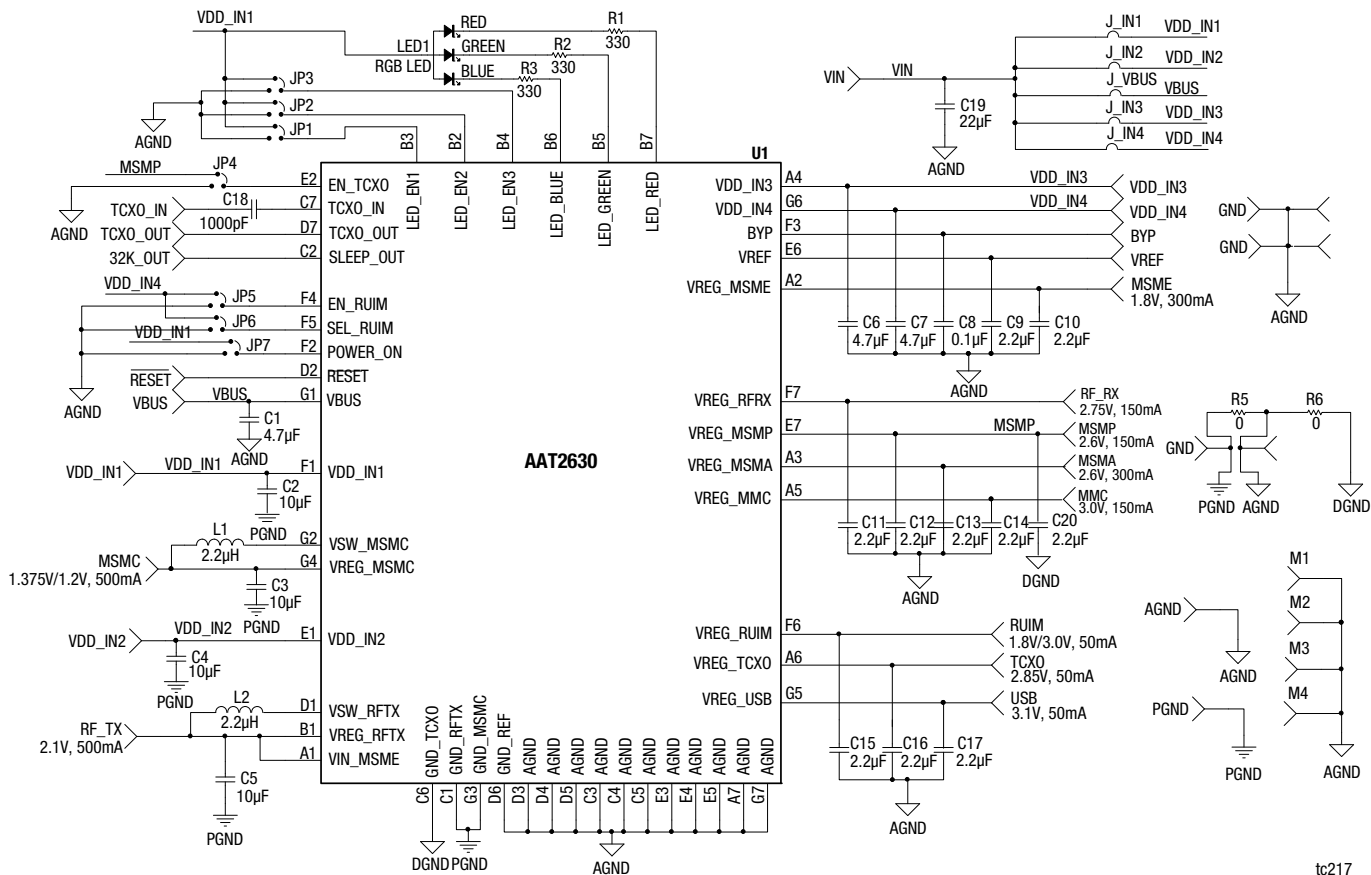 VDD_IN1
LED1
RGB LED
RED
GREEN
BLUE
R1
330
R2
330
R3
330
JP3
JP2
JP1
AGND
B3
B2
B4
B6
B5
B7
U1
LED_EN1
LED_EN2
LED_EN3
LED_BLUE
LED_GREEN
LED_RED
VIN
VIN
C19
22µF
AGND
J_IN1
VDD_IN1
J_IN2
VDD_IN2
J_VBUS
VBUS
J_IN3
VDD_IN3
J_IN4
VDD_IN4
MSMP
JP4
AGND
E2
EN_TCXO
TCXO_IN
C18
1000pF
C7
TCXO_IN
TCXO_OUT
D7
TCXO_OUT
32K_OUT
C2
SLEEP_OUT
VDD_IN4
JP5
F4
EN_RUIM
JP6
F5
SEL_RUIM
VDD_IN1
JP7
F2
POWER_ON
AGND
RESET
D2
RESET
VBUS
VBUS
G1
VBUS
C1
4.7µF
AGND
VDD_IN1
VDD_IN1
F1
VDD_IN1
C2
10µF
PGND
L1
2.2µH
G2
VSW_MSMC
MSMC
1.375V/1.2V, 500mA
G4
VREG_MSMC
C3
10µF
PGND
VDD_IN2
VDD_IN2
E1
VDD_IN2
C4
10µF
PGND
L2
2.2µH
D1
VSW_RFTX
RF_TX
2.1V, 500mA
B1
VREG_RFTX
A1
VIN_MSME
C5
10µF
PGND
AAT2630
GND_TCXO
GND_RFTX
GND_MSMC
GND_REF
AGND
AGND
AGND
AGND
AGND
AGND
AGND
AGND
AGND
AGND
AGND
C6
C1
G3
D6
D3
D4
D5
C3
C4
C5
E3
E4
E5
A7
G7
DGND
PGND
AGND
VDD_IN3
A4
VDD_IN3
VDD_IN3
VDD_IN4
G6
VDD_IN4
VDD_IN4
BYP
F3
BYP
VREF
E6
VREF
VREG_MSME
A2
MSME
1.8V, 300mA
C6
4.7µF
C7
4.7µF
C8
0.1µF
C9
2.2µF
C10
2.2µF
AGND
VREG_RFRX
F7
RF_RX
2.75V, 150mA
VREG_MSMP
E7
MSMP
MSMP
2.6V, 150mA
VREG_MSMA
A3
MSMA
2.6V, 300mA
VREG_MMC
A5
MMC
3.0V, 150mA
C11
2.2µF
C12
2.2µF
C13
2.2µF
C14
2.2µF
C20
2.2µF
AGND
DGND
VREG_RUIM
F6
RUIM
1.8V/3.0V, 50mA
VREG_TCXO
A6
TCXO
2.85V, 50mA
VREG_USB
G5
USB
3.1V, 50mA
C15
2.2µF
C16
2.2µF
C17
2.2µF
AGND
GND
GND
AGND
R5
0
R6
0
GND
PGND
AGND
DGND
AGND
AGND
PGND
PGND
M1
M2
M3
M4
AGND
tc217